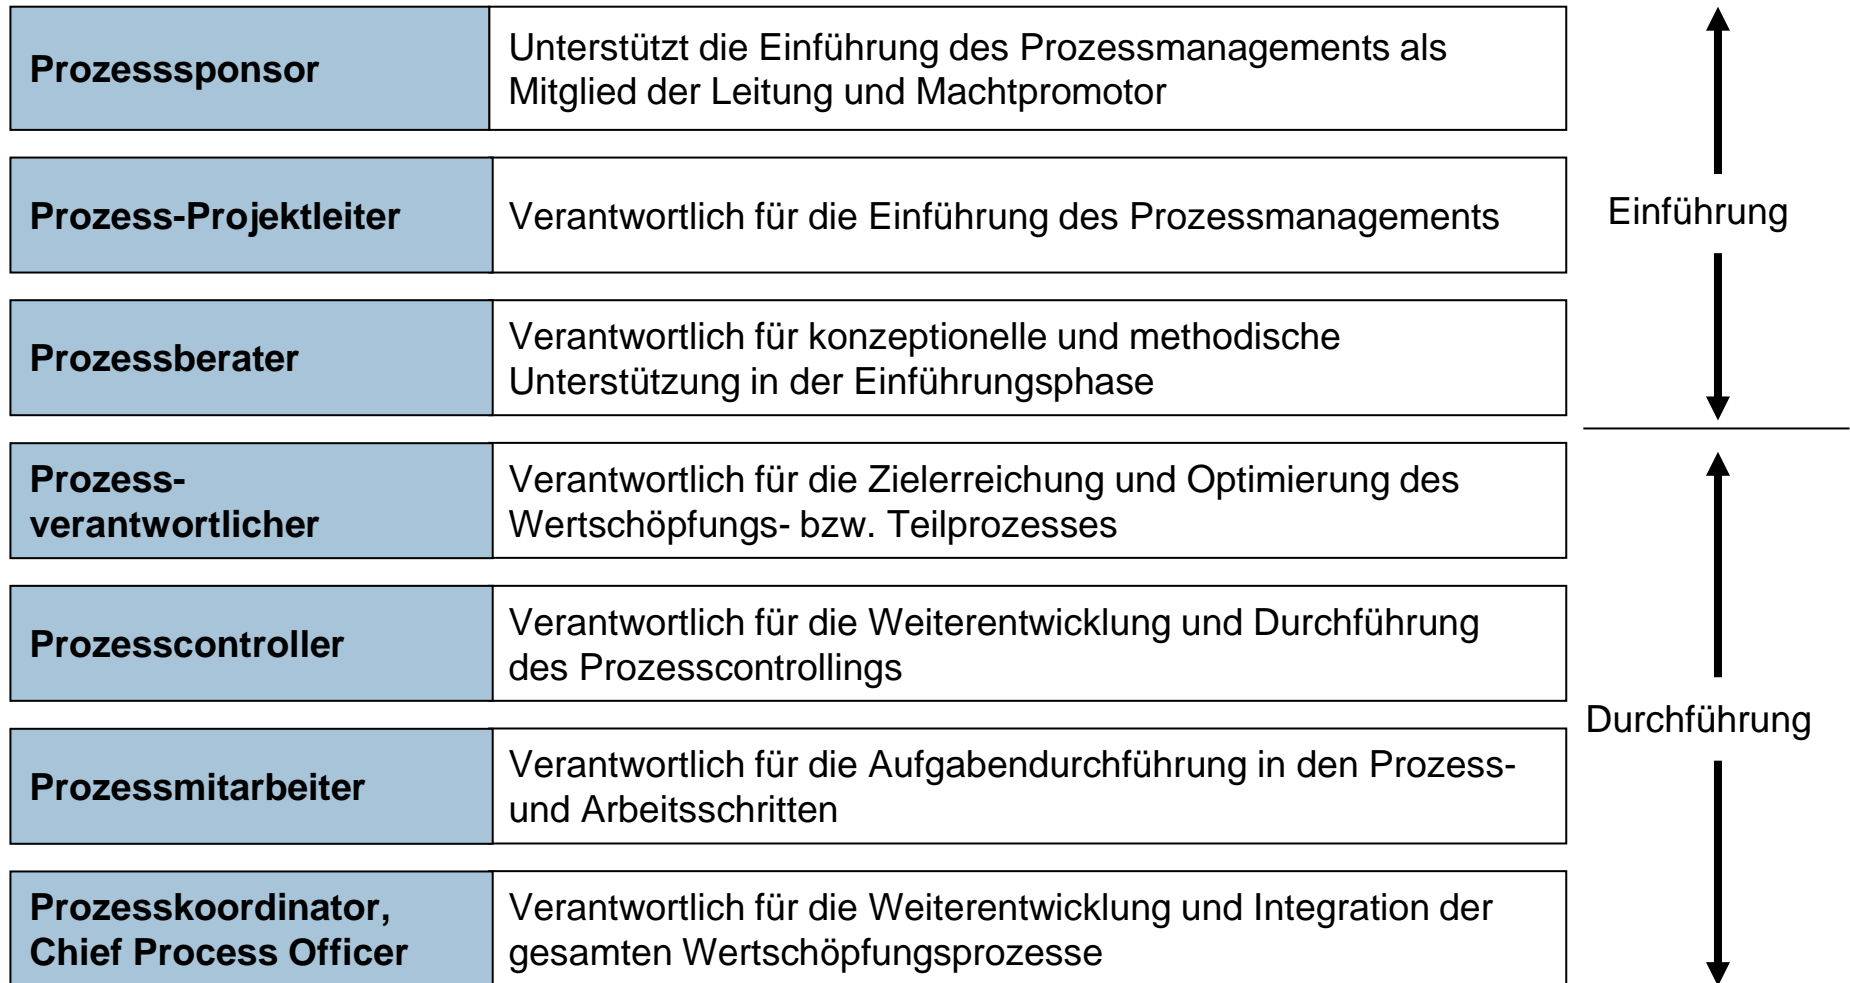 Prozesssponsor
Unterstützt die Einführung des Prozessmanagements als
Mitglied der Leitung und Machtpromotor
Prozess-Projektleiter
Verantwortlich für die Einführung des Prozessmanagements
Prozessberater
Verantwortlich für konzeptionelle und methodische
Unterstützung in der Einführungsphase
Einführung
Prozess-
verantwortlicher
Verantwortlich für die Zielerreichung und Optimierung des
Wertschöpfungs- bzw. Teilprozesses
Prozesscontroller
Verantwortlich für die Weiterentwicklung und Durchführung
des Prozesscontrollings
Prozessmitarbeiter
Verantwortlich für die Aufgabendurchführung in den Prozess-
und Arbeitsschritten
Prozesskoordinator,
Chief Process Officer
Verantwortlich für die Weiterentwicklung und Integration der
gesamten Wertschöpfungsprozesse
Durchführung